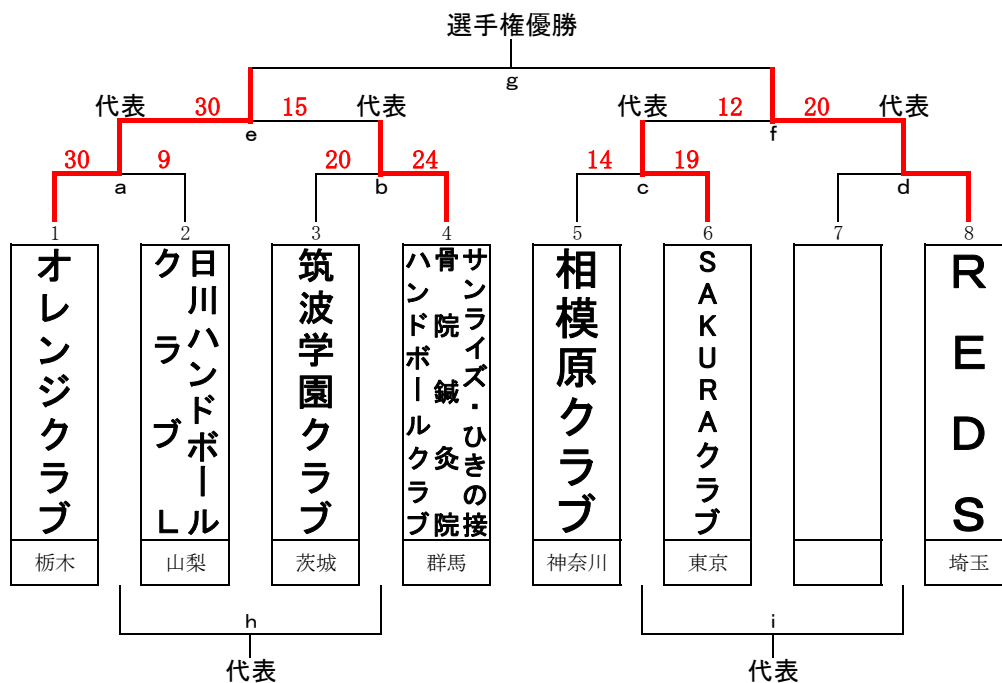 選手権優勝
g
代表 30 15 代表 代表 12 20 代表
e f
30 9 20 24 14 19
a b c d
1 2 3 4 5 6 7 8
オレンジクラブ
日川ハンドボール
クラブL
筑波学園クラブ
サンライズ・ひきの接
骨院鍼灸院
ハンドボールクラブ
相模原クラブ
SAKURAクラブ
REDS
栃木 山梨 茨城 群馬 神奈川 東京 埼玉
h i
代表 代表